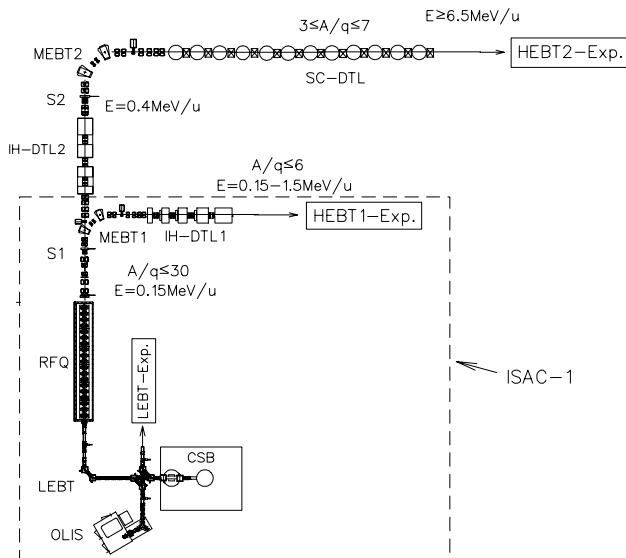 3≤A/q≤7
E≥6.5MeV/u
MEBT2
HEBT2−Exp.
SC−DTL
S2
E=0.4MeV/u
IH−DTL2
A/q≤6
E=0.15−1.5MeV/u
HEBT1−Exp.
MEBT1
IH−DTL1
S1
A/q≤30
E=0.15MeV/u
RFQ
LEBT−Exp.
ISAC−1
CSB
LEBT
OLIS